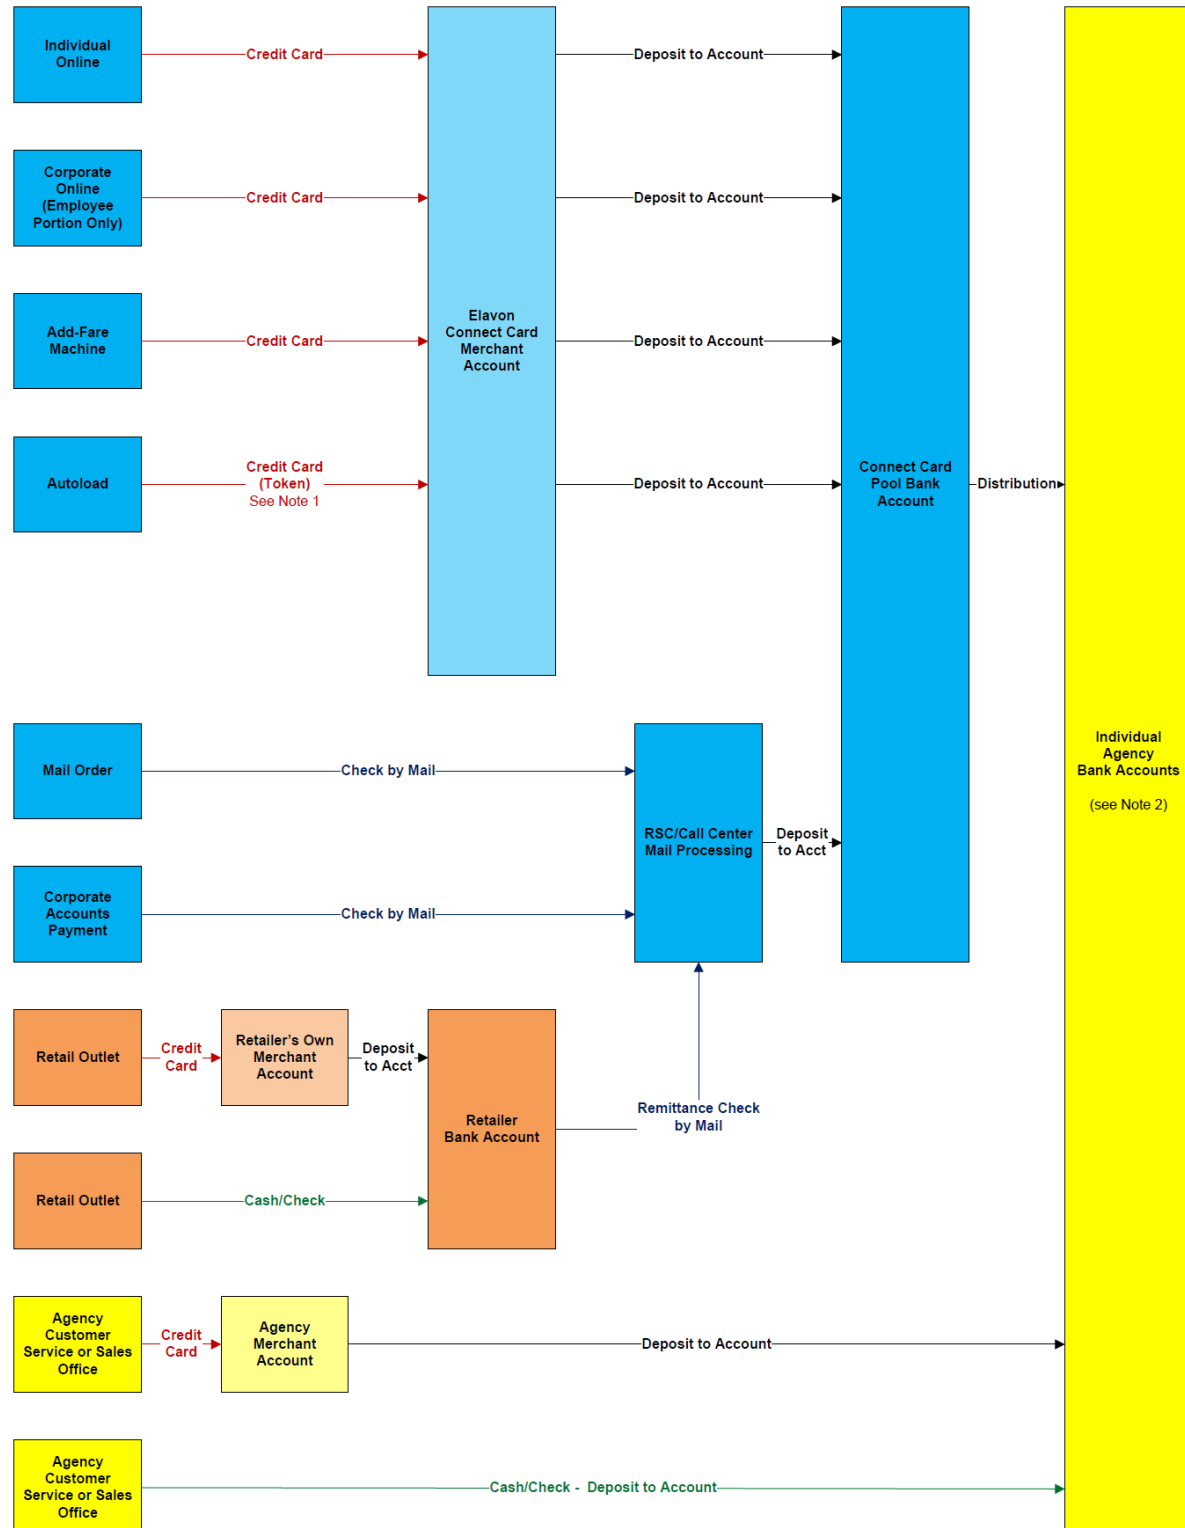 Individual
Online
Credit Card
Deposit to Account
Corporate
Online
(Employee
Portion Only)
Credit Card
Deposit to Account
Add-Fare
Machine
Credit Card
Elavon
Connect Card
Merchant
Account
Deposit to Account
Autoload
Credit Card
(Token)
See Note 1
Deposit to Account
Connect Card
Pool Bank
Account
Distribution
Mail Order
Check by Mail
RSC/Call Center
Mail Processing
Deposit
to Acct
Individual
Agency
Bank Accounts
(see Note 2)
Corporate
Accounts
Payment
Check by Mail
Retail Outlet
Credit
Card
Retailer's Own
Merchant
Account
Deposit
to Acct
Retailer
Bank Account
Remittance Check
by Mail
Retail Outlet
Cash/Check
Agency
Customer
Service or Sales
Office
Credit
Card
Agency
Merchant
Account
Deposit to Account
Agency
Customer
Service or Sales
Office
Cash/Check - Deposit to Account